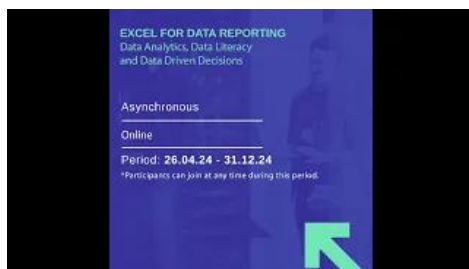 EXCEL FOR DATA REPORTING
Data Analytics, Data Literacy
and Data Driven Decisions
Asynchronous
Online
Period: 26.04.24 - 31.12.24
*Participants can join at any time during this period.